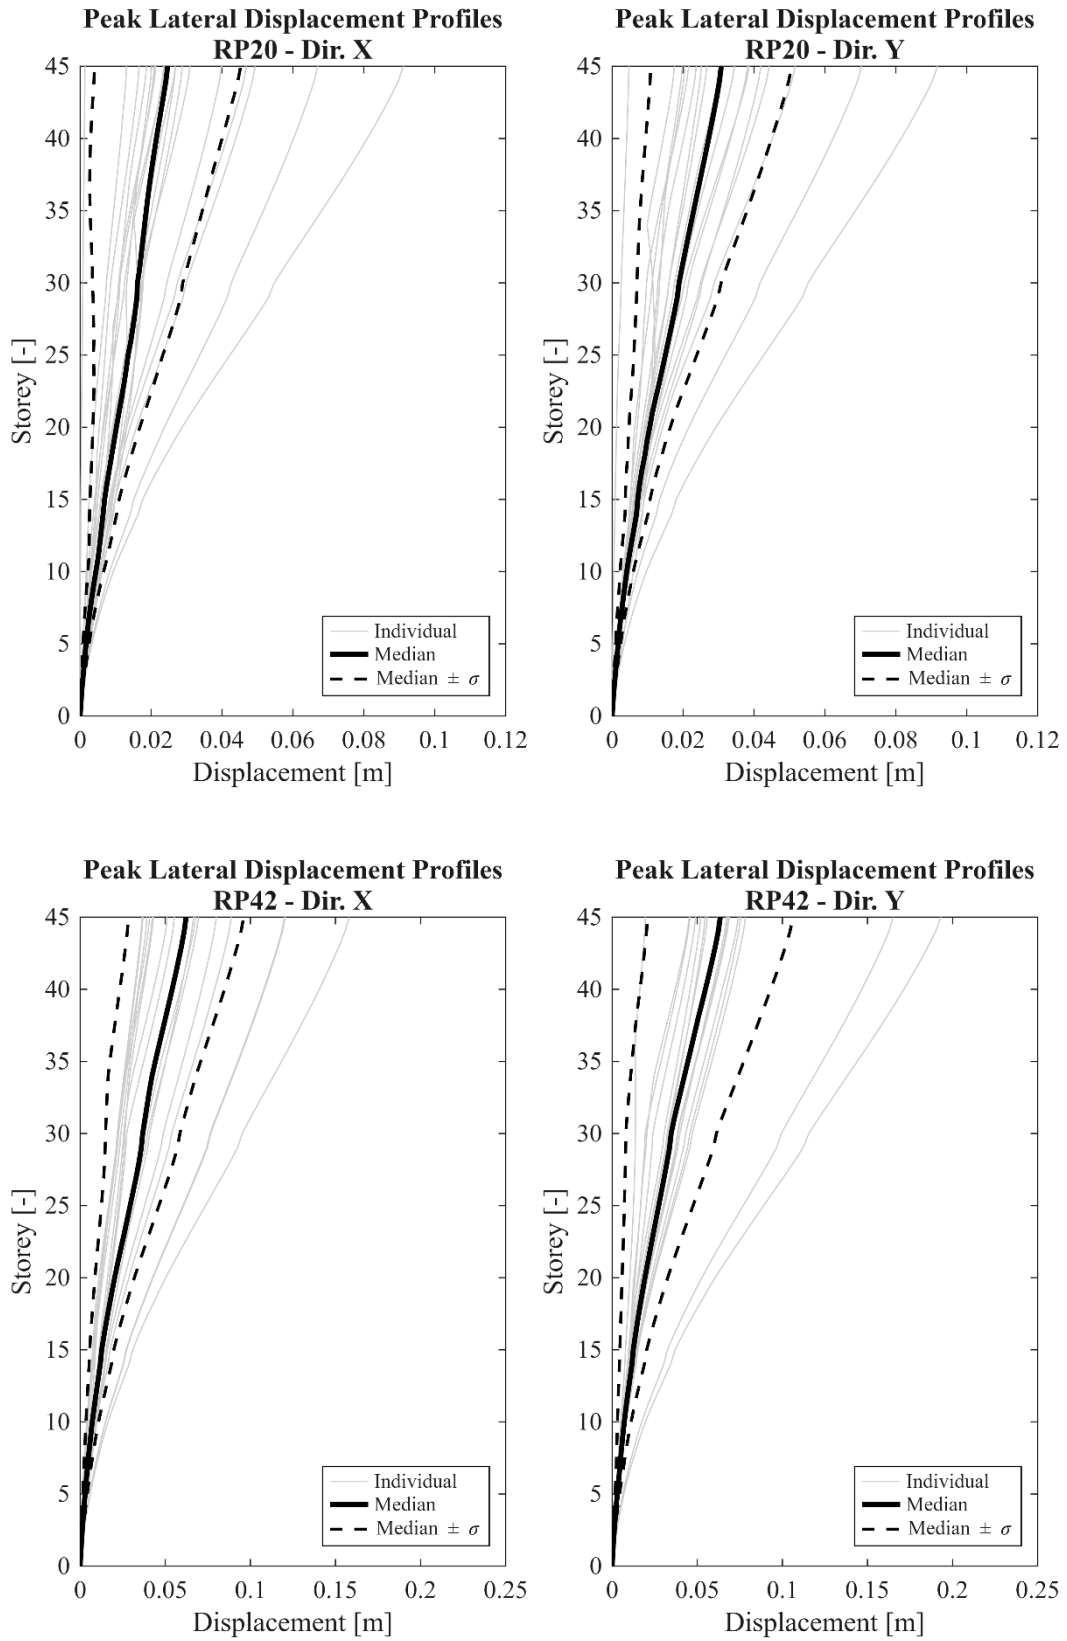 Peak Lateral Displacement Profiles
RP20 - Dir. X
45
40
35
30
25
20
15
10
5
0
Storey [-]
Individual
Median
Median ± σ
0 0.02 0.04 0.06 0.08 0.1 0.12
Displacement [m]
Peak Lateral Displacement Profiles
RP20 - Dir. Y
45
40
35
30
25
20
15
10
5
0
Storey [-]
Individual
Median
Median ± σ
0 0.02 0.04 0.06 0.08 0.1 0.12
Displacement [m]
Peak Lateral Displacement Profiles
RP42 - Dir. X
45
40
35
30
25
20
15
10
5
0
Storey [-]
Individual
Median
Median ± σ
0 0.05 0.1 0.15 0.2 0.25
Displacement [m]
Peak Lateral Displacement Profiles
RP42 - Dir. Y
45
40
35
30
25
20
15
10
5
0
Storey [-]
Individual
Median
Median ± σ
0 0.05 0.1 0.15 0.2 0.25
Displacement [m]